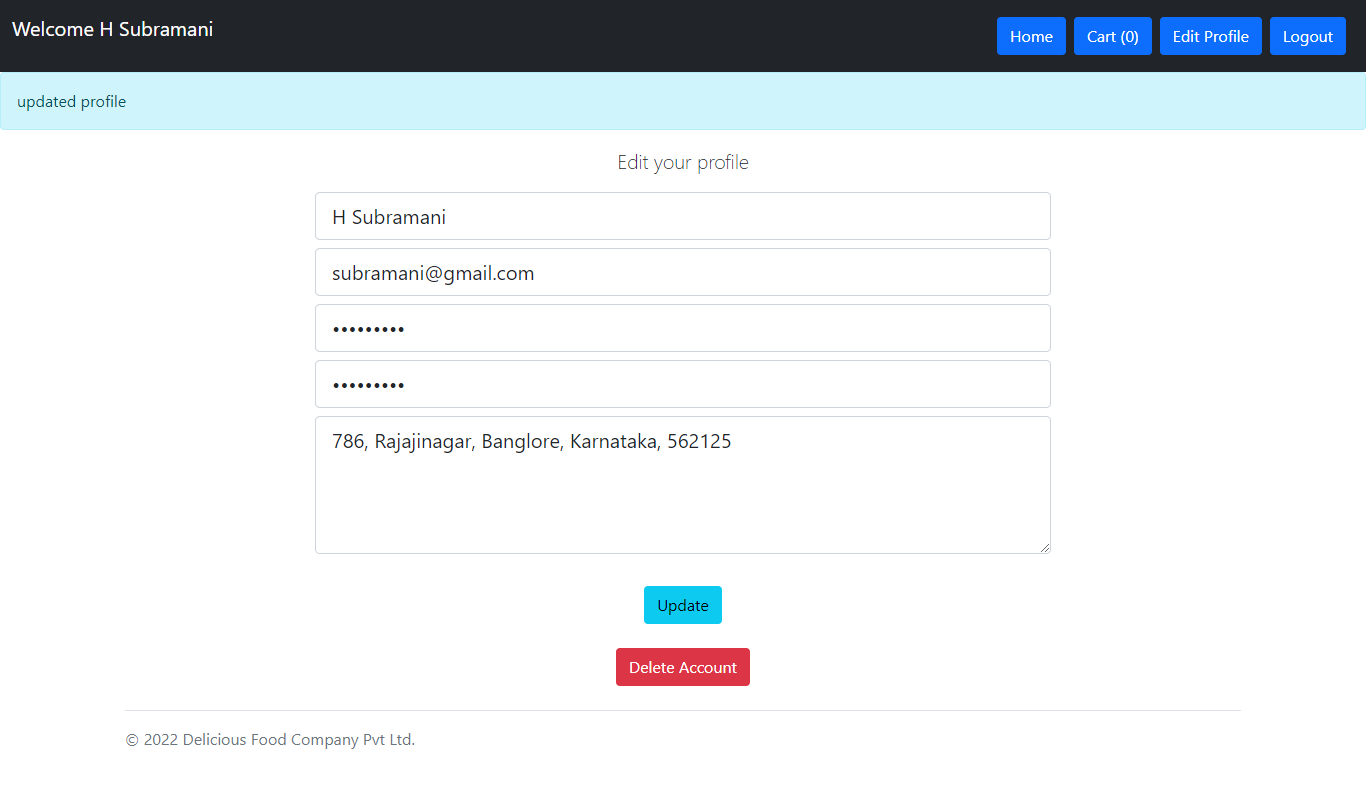 Welcome H Subramani
Home
Cart (0)
Edit Profile
Logout
updated profile
Edit your profile
H Subramani
subramani@gmail.com
•••••••••
•••••••••
786, Rajajinagar, Banglore, Karnataka, 562125
Update
Delete Account
© 2022 Delicious Food Company Pvt Ltd.